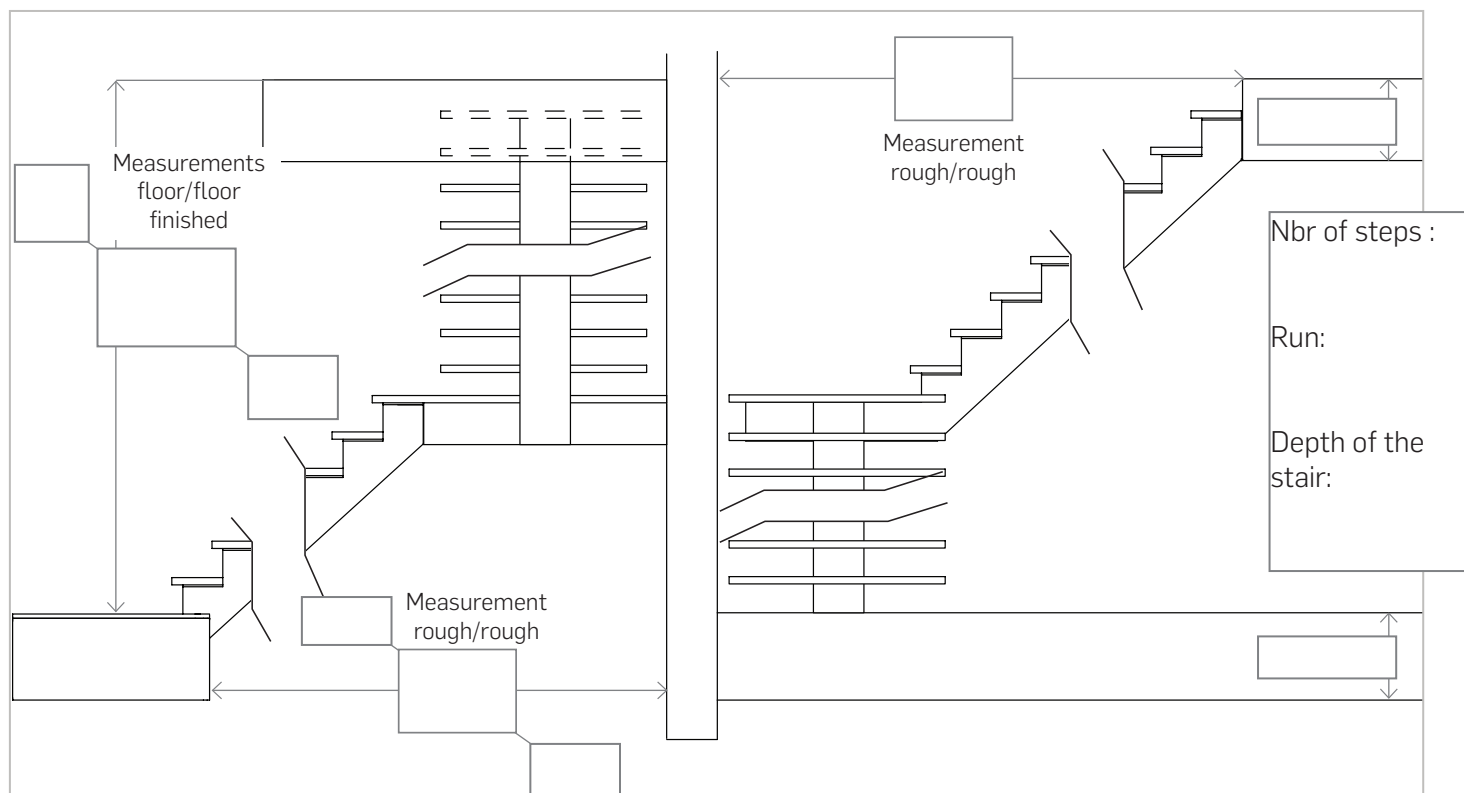 Measurement
rough/rough
Measurements
floor/floor
finished
Nbr of steps :
Run:
Depth of the
stair:
Measurement
rough/rough